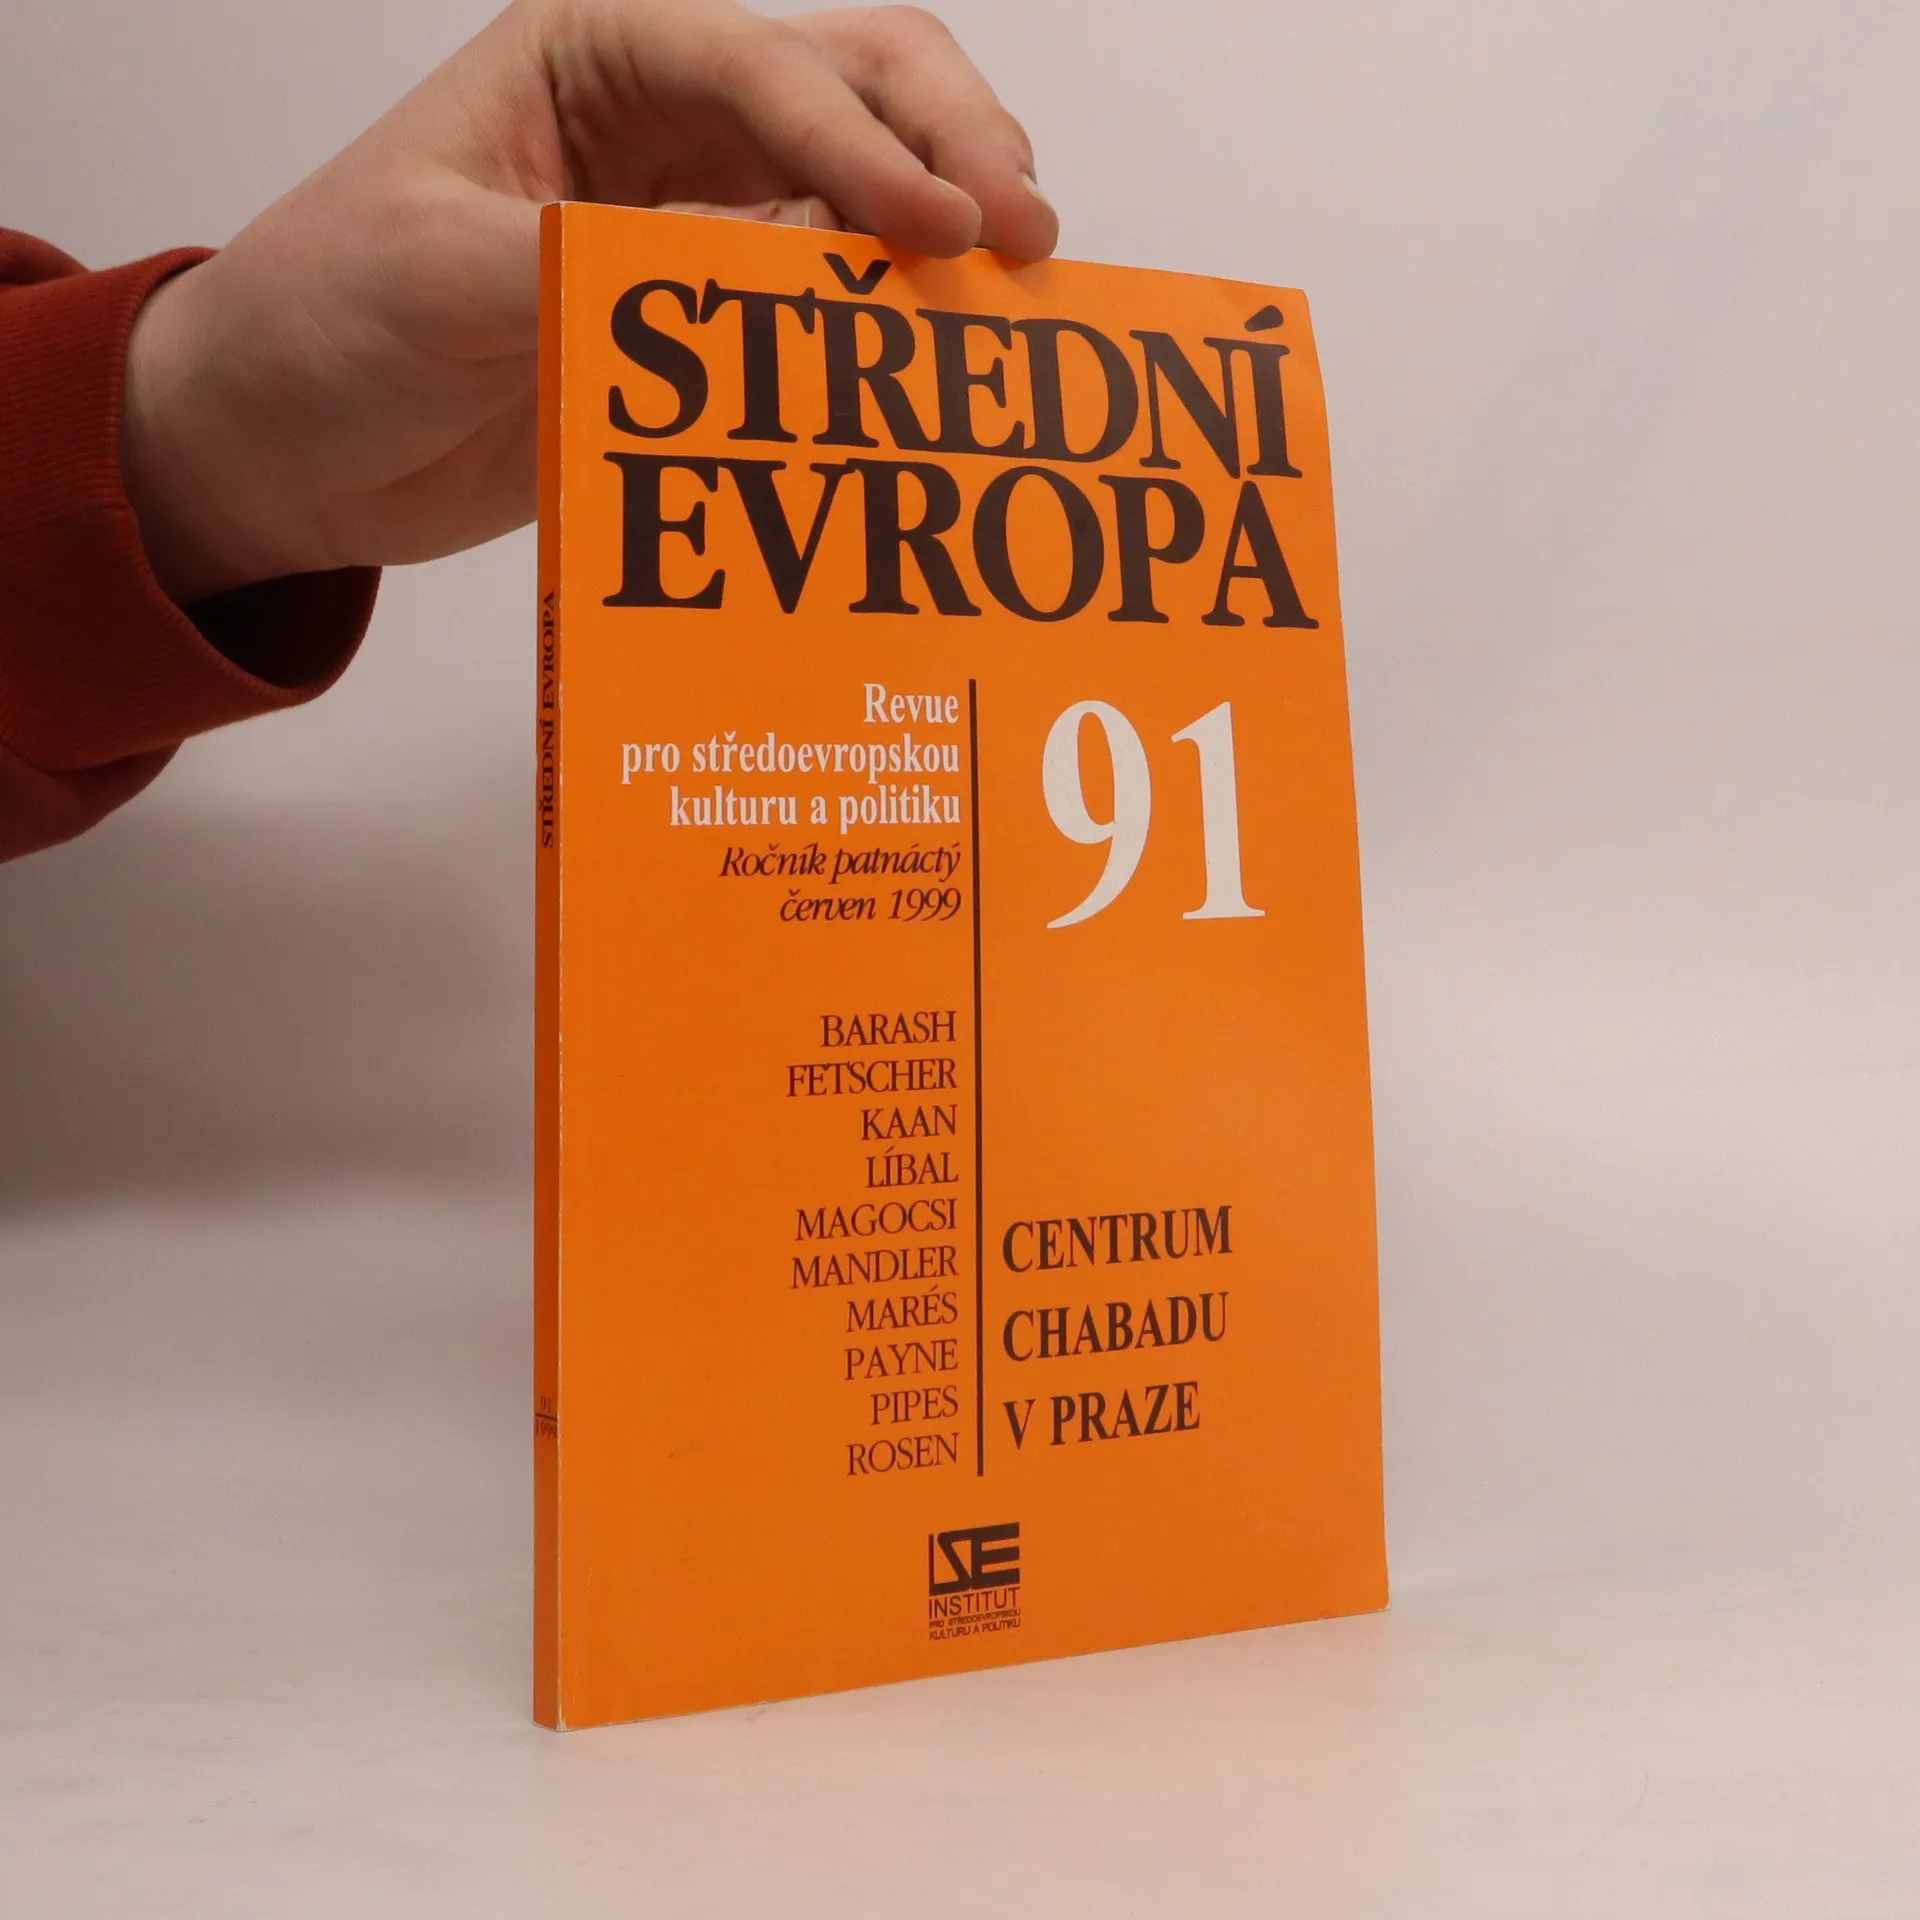 STŘEDNÍ
EVROPA
Revue
pro středoevropskou
kulturu a politiku
Ročník patnáctý
červen 1999
91
BARASH
FETSCHER
KAAN
LÍBAL
MAGOCSI
MANDLER
MARÉS
PAYNE
PIPES
ROSEN
CENTRUM
CHABADU
V PRAZE
ISE
INSTITUT
PRO STŘEDOEVROPSKOU
KULTURU A POLITIKU
STŘEDNÍ EVROPA
91
1999